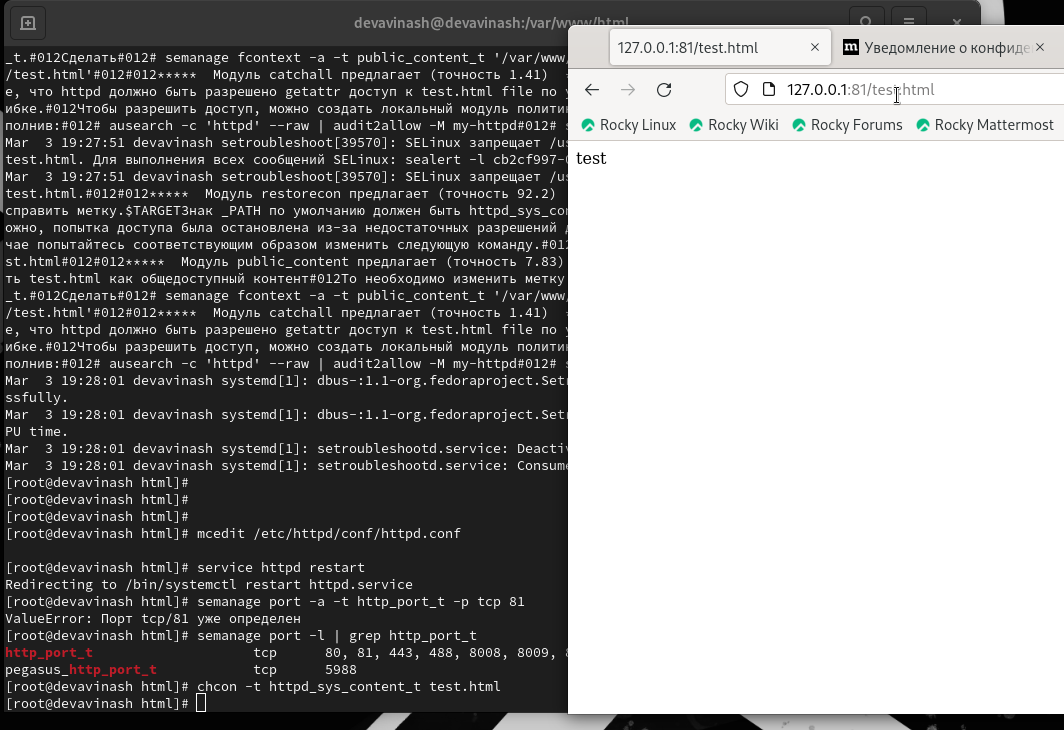 devavinash@devavinash:/var/www/html
_t.#012Сделать#012# semanage fcontext -a -t public_content_t '/var/www/
/test.html'#012#012***** Модуль catchall предлагает (точность 1.41)
е, что httpd должно быть разрешено getattr доступ к test.html file по
ибке.#012Чтобы разрешить доступ, можно создать локальный модуль полити
полнив:#012# ausearch -c 'httpd' --raw | audit2allow -M my-httpd#012#
Mar  3 19:27:51 devavinash setroubleshoot[39570]: SELinux запрещает /us
test.html. Для выполнения всех сообщений SELinux: sealert -l cb2cf997-
Mar  3 19:27:51 devavinash setroubleshoot[39570]: SELinux запрещает /us
test.html.#012#012***** Модуль restorecon предлагает (точность 92.2)
справить метку.$TARGETЗнак _PATH по умолчанию должен быть httpd_sys_con
ожно, попытка доступа была остановлена из-за недостаточных разрешений
чае попытайтесь соответствующим образом изменить следующую команду.#012
st.html#012#012***** Модуль public_content предлагает (точность 7.83)
ть test.html как общедоступный контент#012То необходимо изменить метку
_t.#012Сделать#012# semanage fcontext -a -t public_content_t '/var/www/
/test.html'#012#012***** Модуль catchall предлагает (точность 1.41)
е, что httpd должно быть разрешено getattr доступ к test.html file по
ибке.#012Чтобы разрешить доступ, можно создать локальный модуль полити
полнив:#012# ausearch -c 'httpd' --raw | audit2allow -M my-httpd#012#
Mar  3 19:28:01 devavinash systemd[1]: dbus-:1.1-org.fedoraproject.Set
ssfully.
Mar  3 19:28:01 devavinash systemd[1]: dbus-:1.1-org.fedoraproject.Set
PU time.
Mar  3 19:28:01 devavinash systemd[1]: setroubleshootd.service: Deacti
Mar  3 19:28:01 devavinash systemd[1]: setroubleshootd.service: Consum
[root@devavinash html]#
[root@devavinash html]#
[root@devavinash html]#
[root@devavinash html]# mcedit /etc/httpd/conf/httpd.conf
[root@devavinash html]# service httpd restart
Redirecting to /bin/systemctl restart httpd.service
[root@devavinash html]# semanage port -a -t http_port_t -p tcp 81
ValueError: Порт tcp/81 уже определен
[root@devavinash html]# semanage port -l | grep http_port_t
http_port_t tcp 80, 81, 443, 488, 8008, 8009,
pegasus_http_port_t tcp 5988
[root@devavinash html]# chcon -t httpd_sys_content_t test.html
[root@devavinash html]#
127.0.0.1:81/test.html
m Уведомление о конфиде
127.0.0.1:81/test.html
Rocky Linux Rocky Wiki Rocky Forums Rocky Mattermost
test